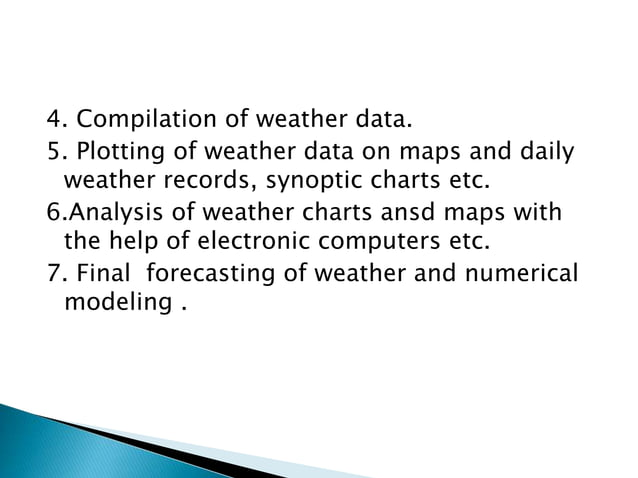 4. Compilation of weather data.
5. Plotting of weather data on maps and daily
weather records, synoptic charts etc.
6.Analysis of weather charts ansd maps with
the help of electronic computers etc.
7. Final  forecasting of weather and numerical
modeling .